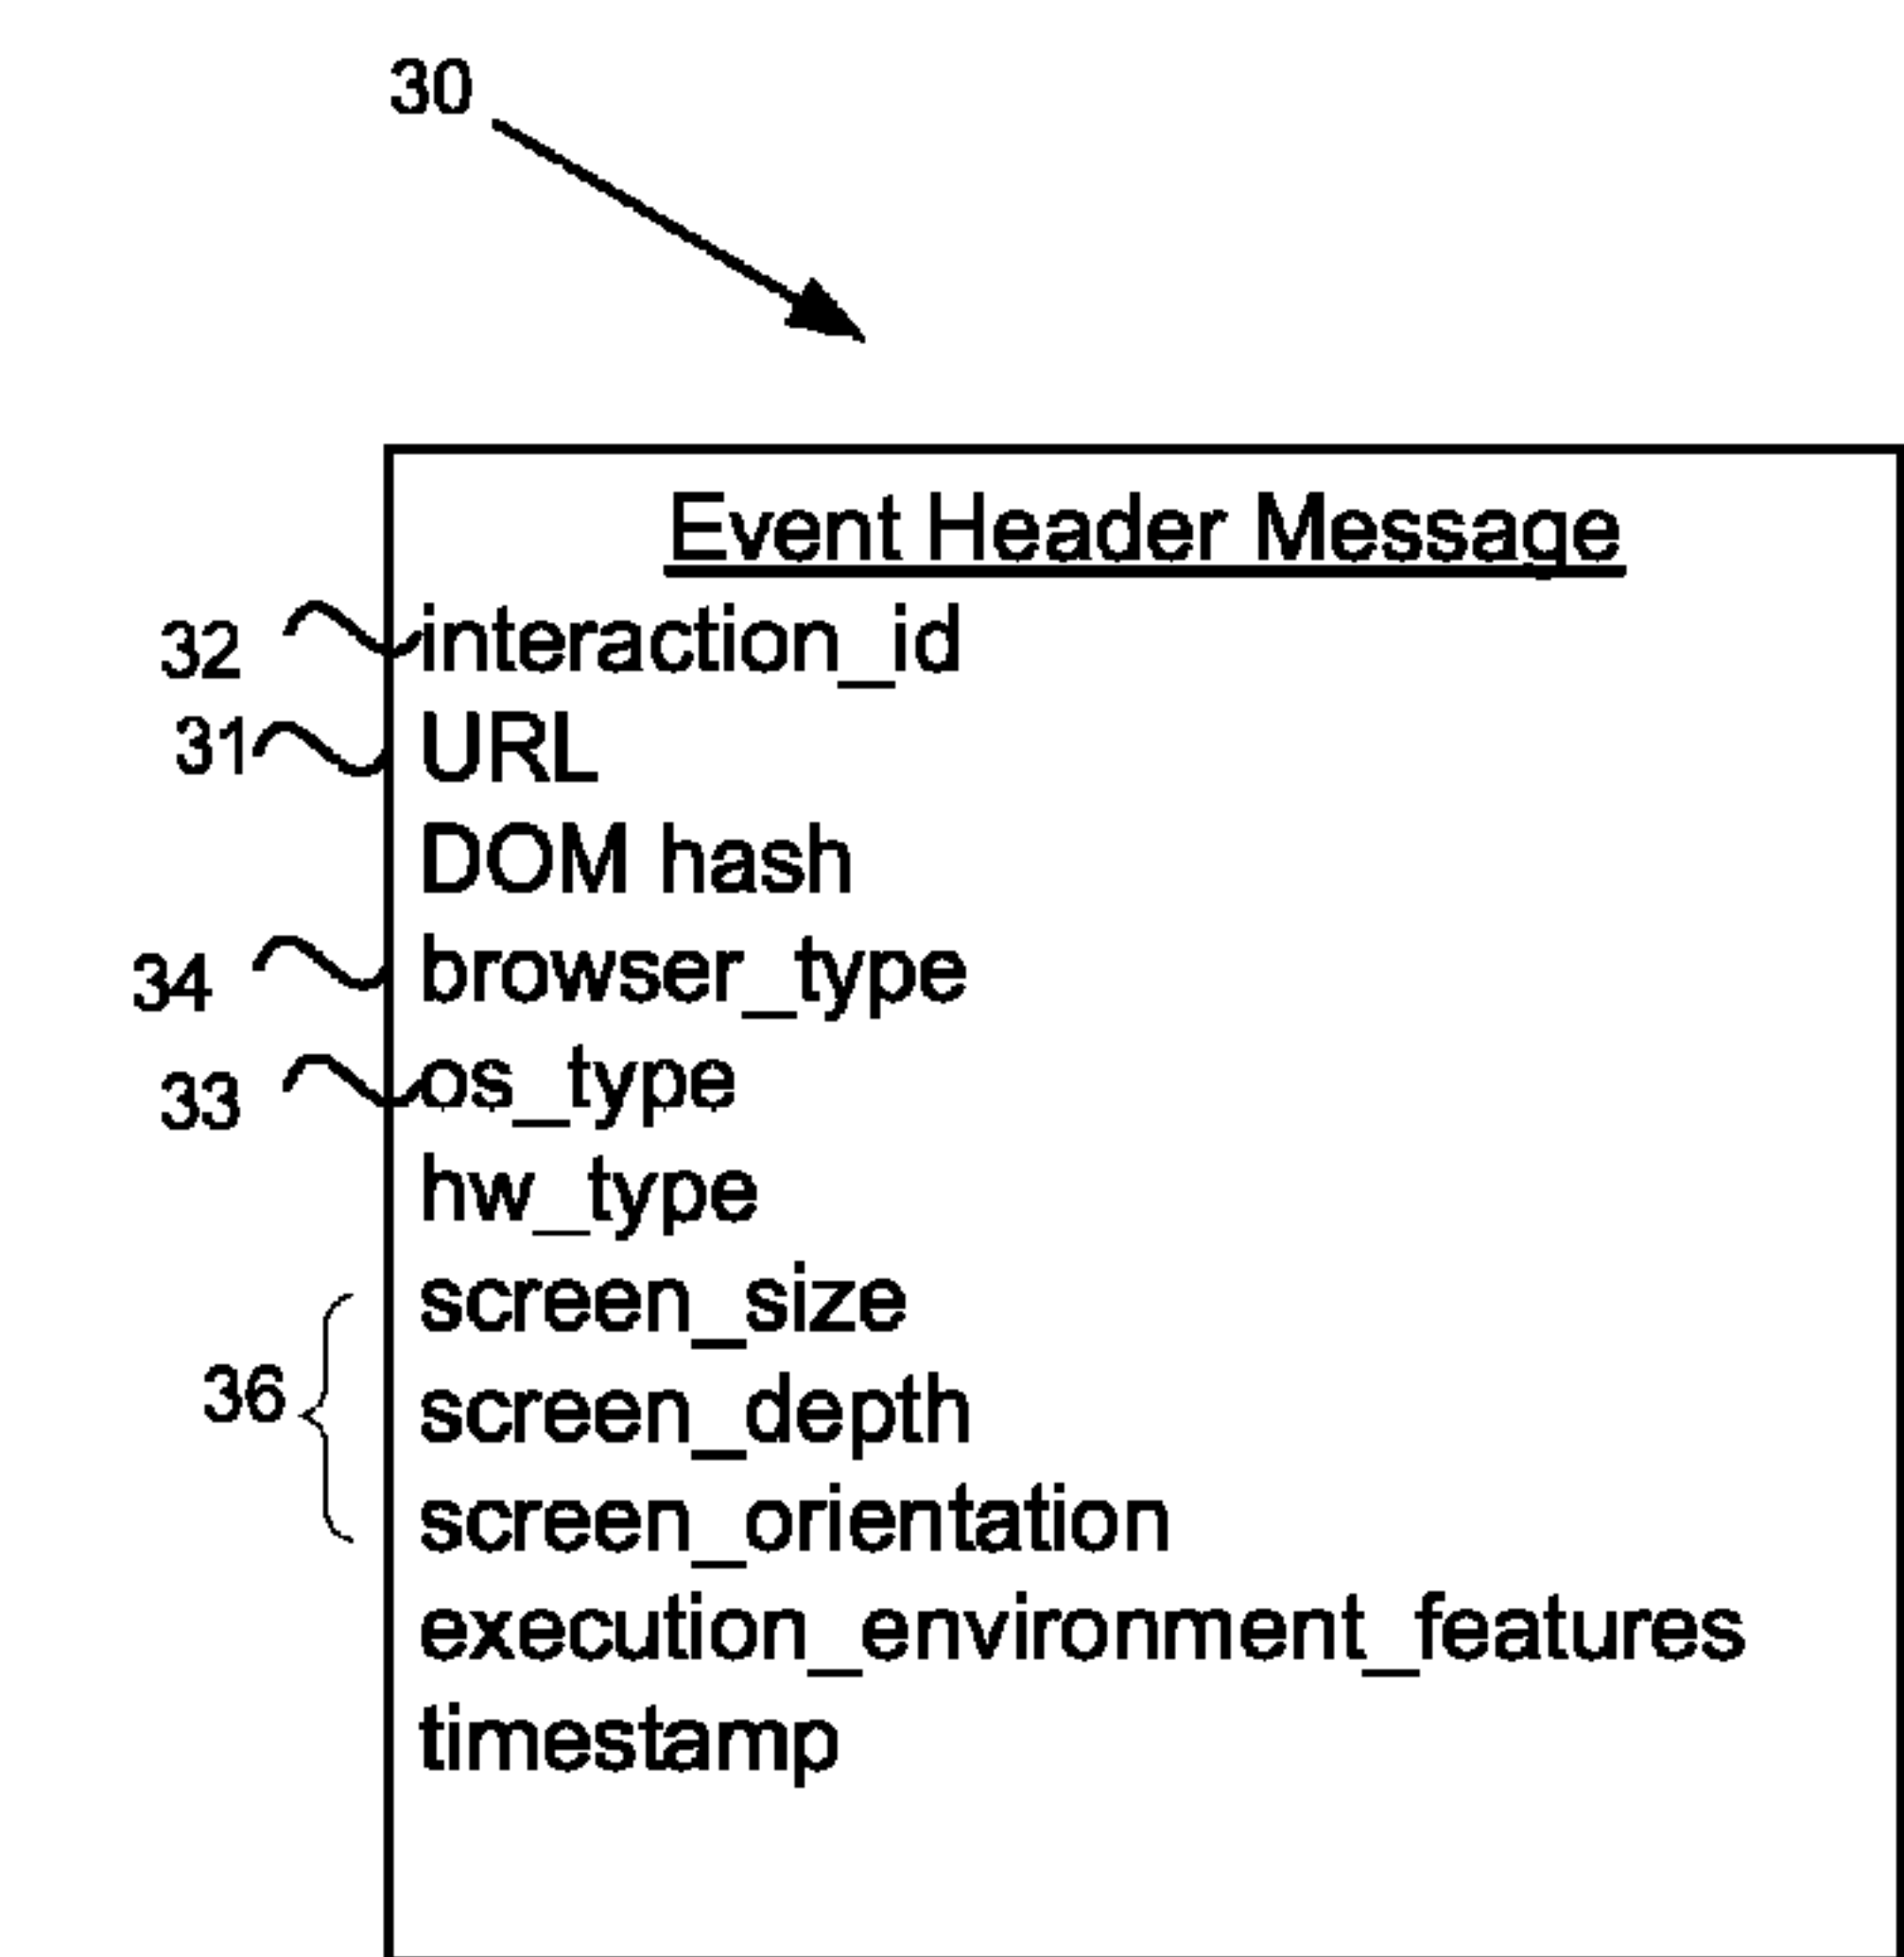 30
Event Header Message
32 interaction_id
31 URL
DOM hash
34 browser_type
33 os_type
hw_type
screen_size
36 screen_depth
screen_orientation
execution_environment_features
timestamp